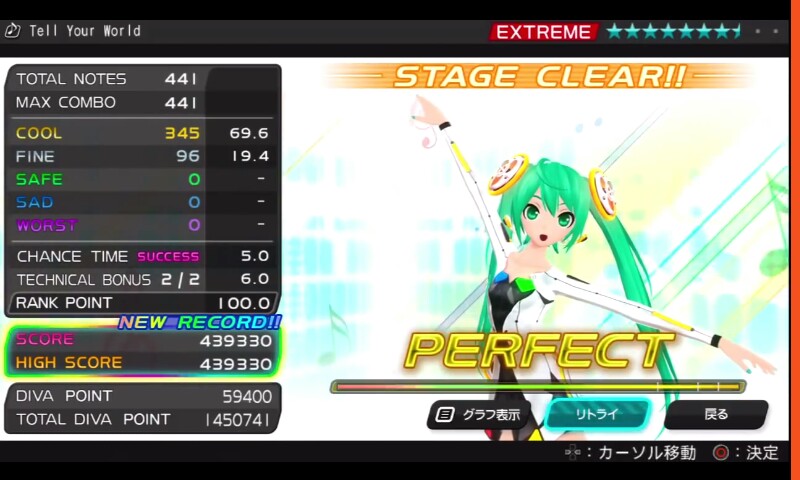 Tell Your World
EXTREME
STAGE CLEAR!!
TOTAL NOTES 441
MAX COMBO 441
COOL 345 69.6
FINE 96 19.4
SAFE 0 -
SAD 0 -
WORST 0 -
CHANCE TIME SUCCESS 5.0
TECHNICAL BONUS 2/2 6.0
RANK POINT 100.0
NEW RECORD!!
SCORE 439330
HIGH SCORE 439330
DIVA POINT 59400
TOTAL DIVA POINT 1450741
PERFECT
グラフ表示 リトライ 戻る
:カーソル移動 :決定